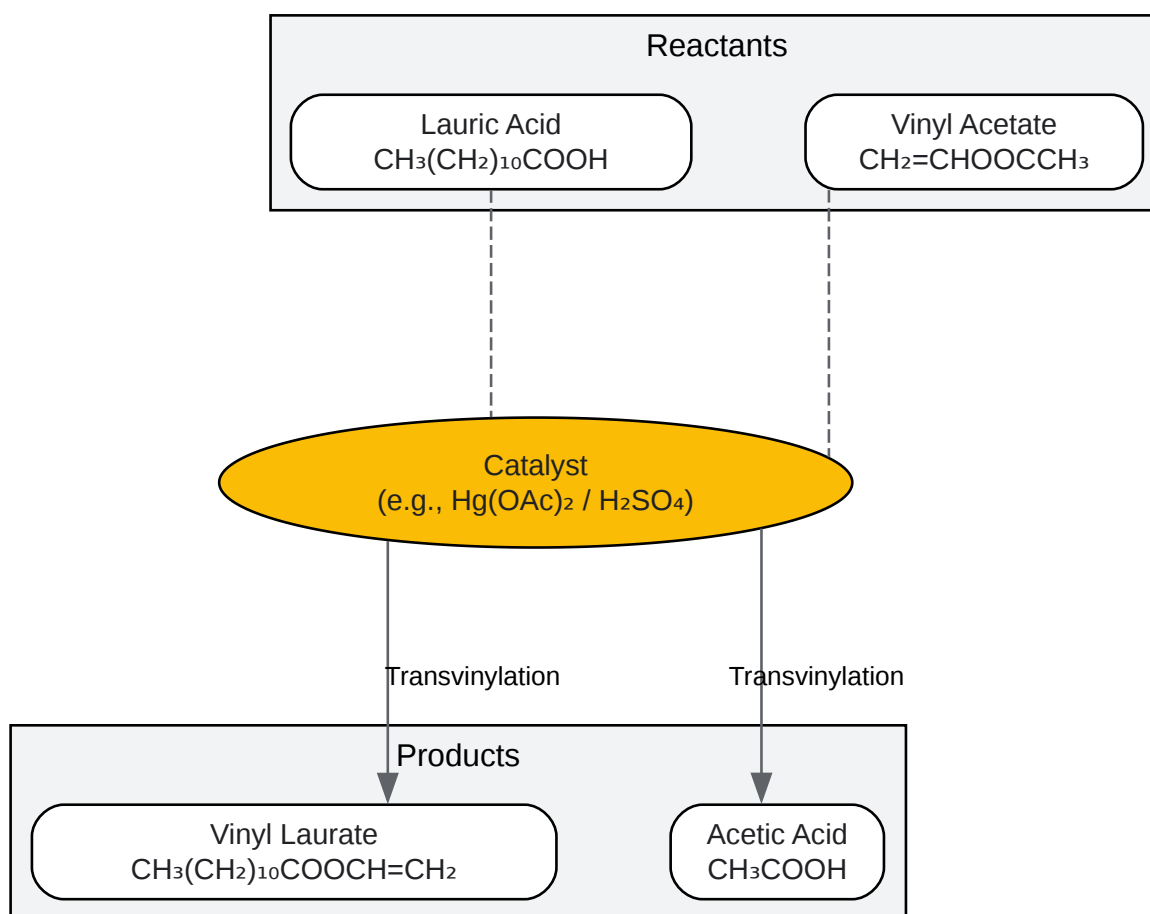 Reactants
Lauric Acid
CH₃(CH₂)₁₀COOH
Vinyl Acetate
CH₂=CHOOCCH₃
Catalyst
(e.g., Hg(OAc)₂ / H₂SO₄)
Transvinylation
Transvinylation
Products
Vinyl Laurate
CH₃(CH₂)₁₀COOCH=CH₂
Acetic Acid
CH₃COOH